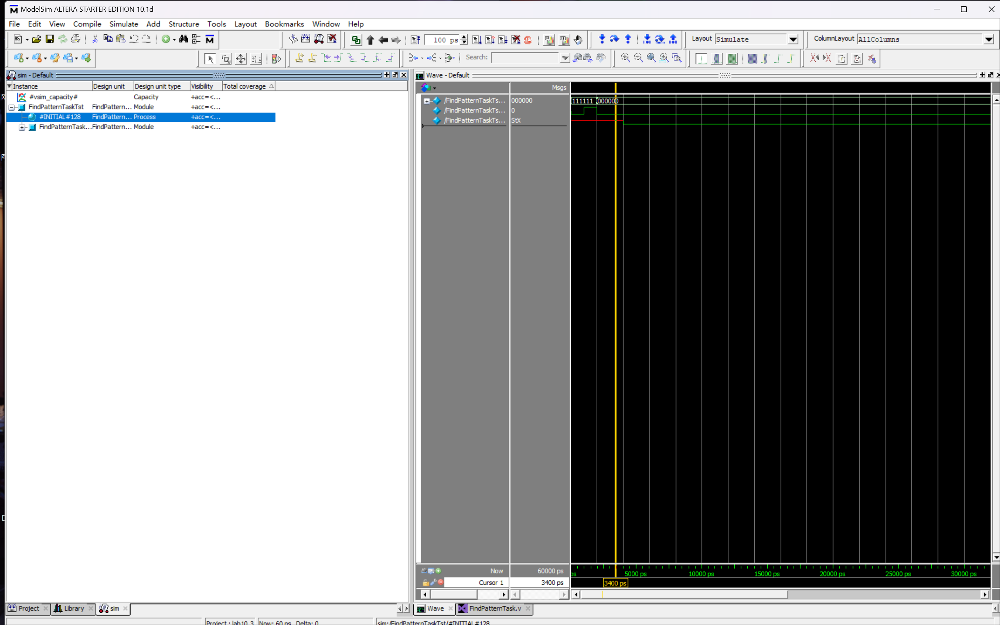 ModelSim ALTERA STARTER EDITION 10.1d
File Edit View Compile Simulate Add Structure Tools Layout Bookmarks Window Help
100 ps
Layout Simulate
ColumnLayout AllColumns
Search:
sim - Default
Instance Design unit Design unit type Visibility Total coverage
#vsim_capacity# Capacity +acc=<...
FindPatternTaskTst FindPattern... Module +acc=<...
#INITIAL#128 FindPattern... Process +acc=<...
FindPatternTask... FindPattern... Module +acc=<...
Wave - Default
Msgs
/FindPatternTaskTs... 000000 111111 000000
/FindPatternTaskTs... 0
/FindPatternTaskTs... StX
Now 60000 ps
ps 5000 ps 10000 ps 15000 ps 20000 ps 25000 ps 30000 ps
Cursor 1 3400 ps 3400 ps
Project Library sim
Wave FindPatternTask.v
Project : lab10_3 Now: 60 ns Delta: 0 sim:/FindPatternTaskTst/#INITIAL#128